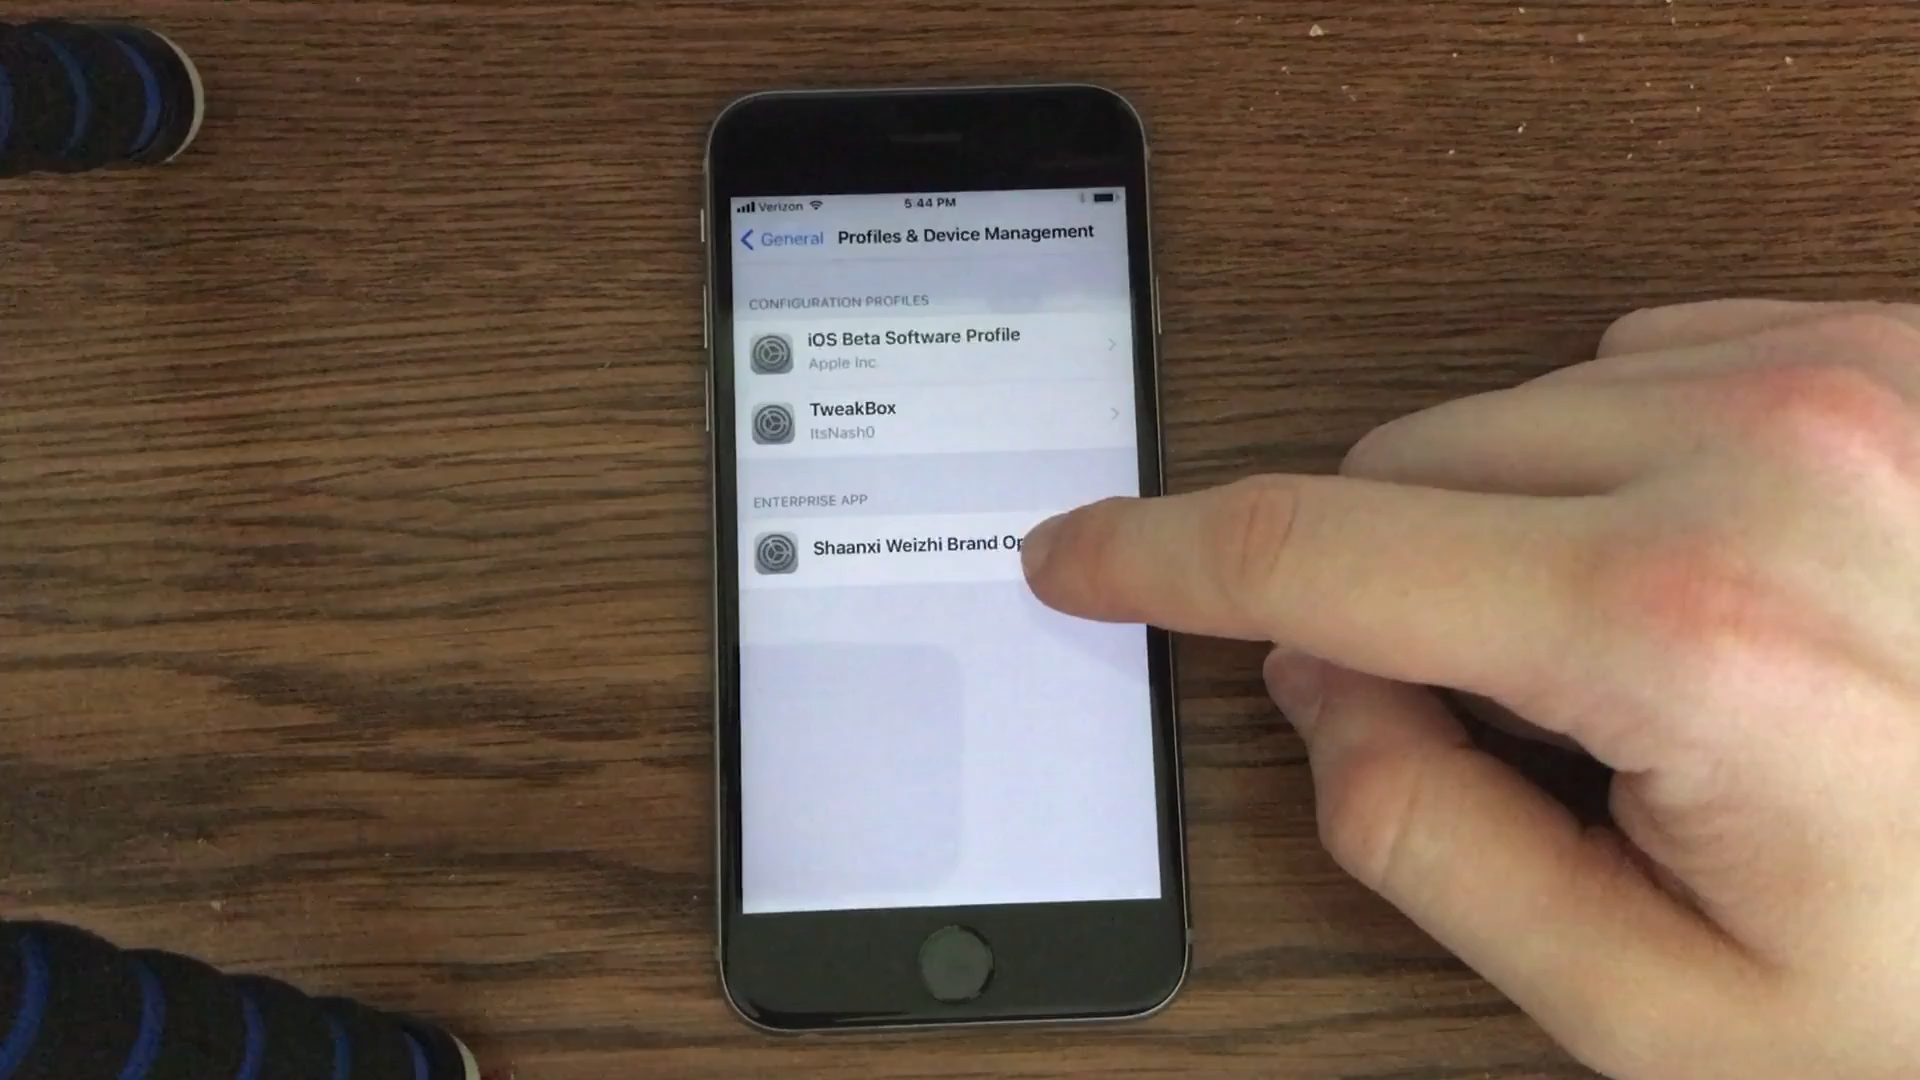 Verizon 5:44 PM
General Profiles & Device Management
CONFIGURATION PROFILES
iOS Beta Software Profile
Apple Inc
TweakBox
ItsNash0
ENTERPRISE APP
Shaanxi Weizhi Brand